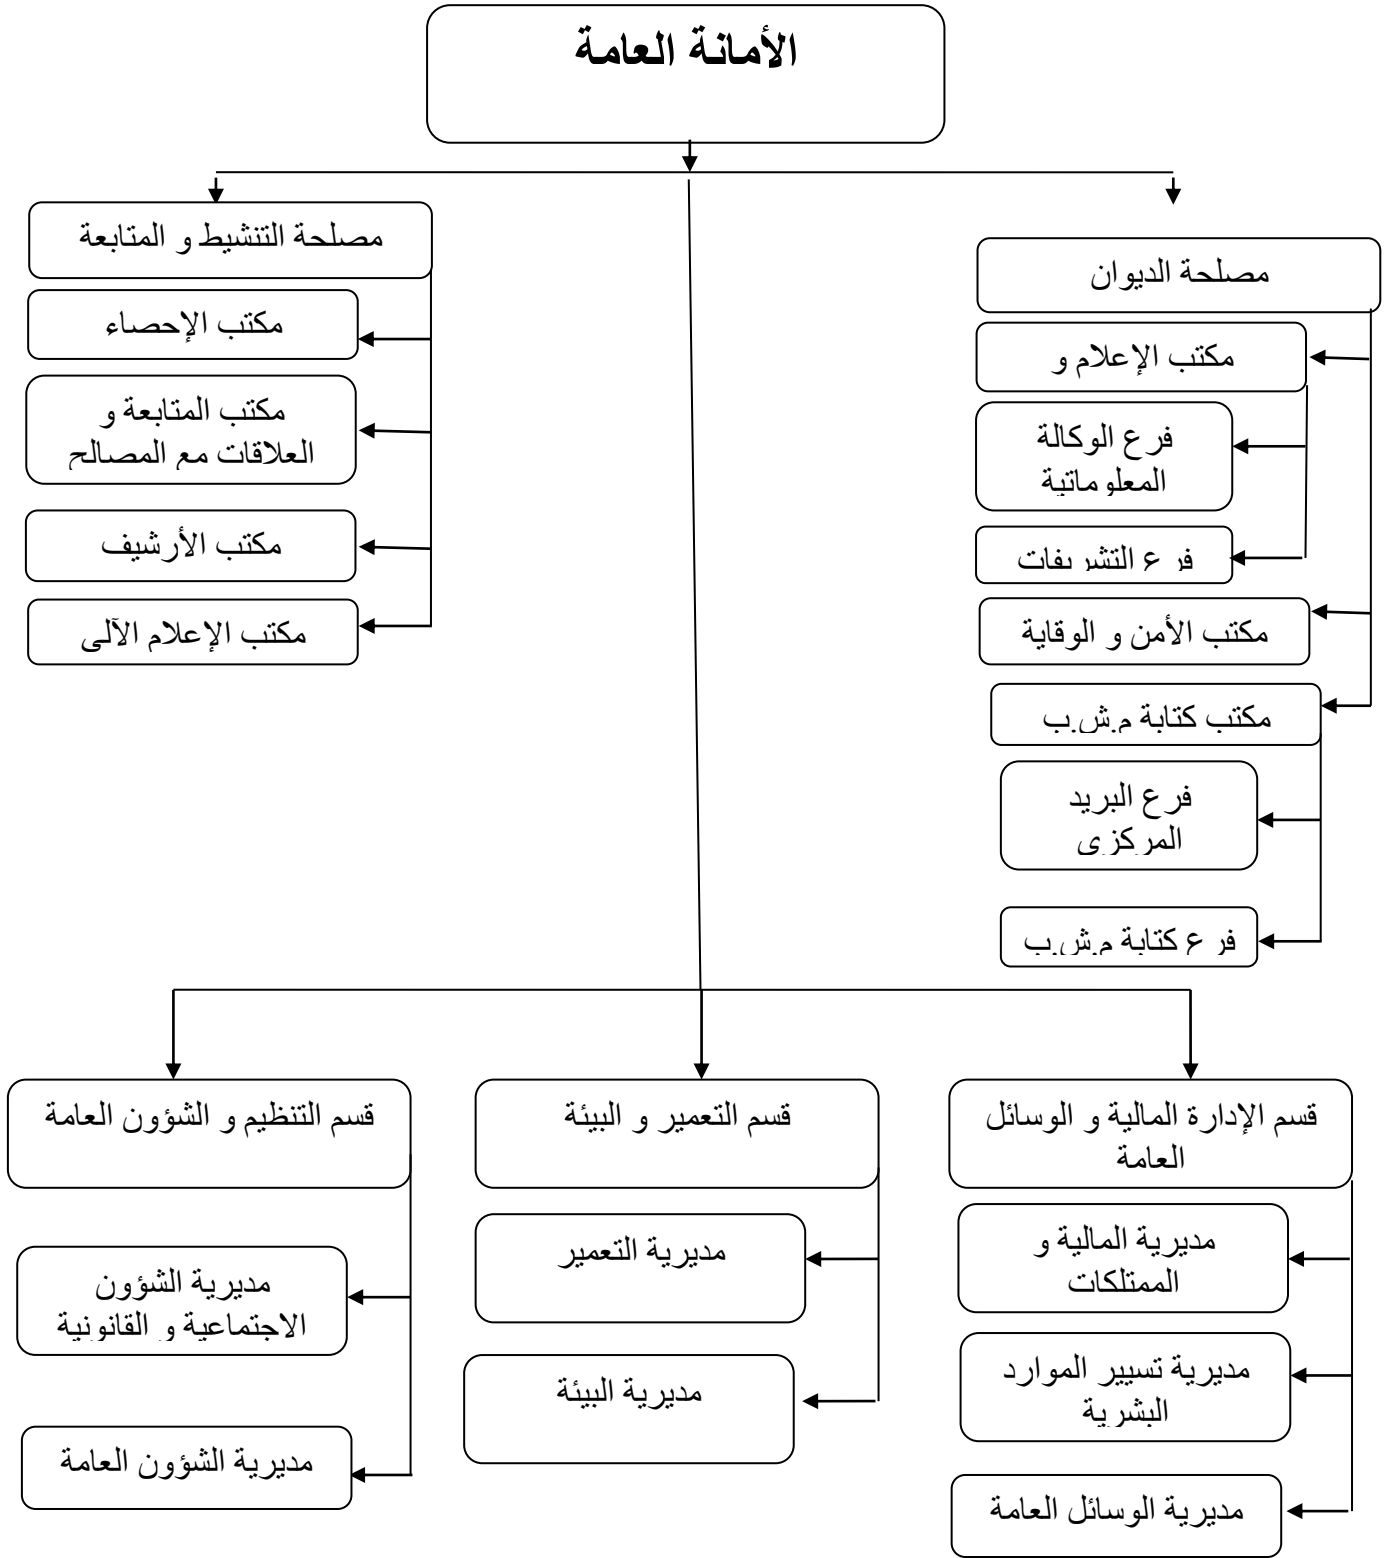 الأمانة العامة
مصلحة الديوان
مكتب الإعلام و
فرع الوكالة
المعلوماتية
فرع التشريفات
مكتب الأمن و الوقاية
مكتب كتابة م.ش.ب
فرع البريد
المركزي
فرع كتابة م.ش.ب
مصلحة التنشيط و المتابعة
مكتب الإحصاء
مكتب المتابعة و
العلاقات مع المصالح
مكتب الأرشيف
مكتب الإعلام الآلي
قسم الإدارة المالية و الوسائل
العامة
مديرية المالية و
الممتلكات
مديرية تسيير الموارد
البشرية
مديرية الوسائل العامة
قسم التعمير و البيئة
مديرية التعمير
مديرية البيئة
قسم التنظيم و الشؤون العامة
مديرية الشؤون
الاجتماعية و القانونية
مديرية الشؤون العامة